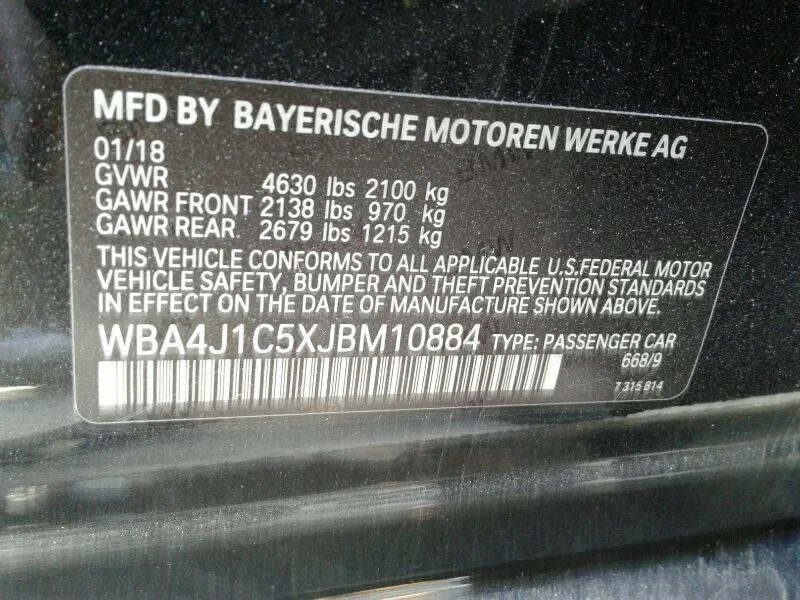 MFD BY BAYERISCHE MOTOREN WERKE AG
01/18
GVWR 4630 lbs 2100 kg
GAWR FRONT 2138 lbs 970 kg
GAWR REAR. 2679 lbs 1215 kg
THIS VEHICLE CONFORMS TO ALL APPLICABLE U.S.FEDERAL MOTOR
VEHICLE SAFETY, BUMPER AND THEFT PREVENTION STANDARDS
IN EFFECT ON THE DATE OF MANUFACTURE SHOWN ABOVE.
WBA4J1C5XJBM10884 TYPE: PASSENGER CAR
668/9
7 315 814